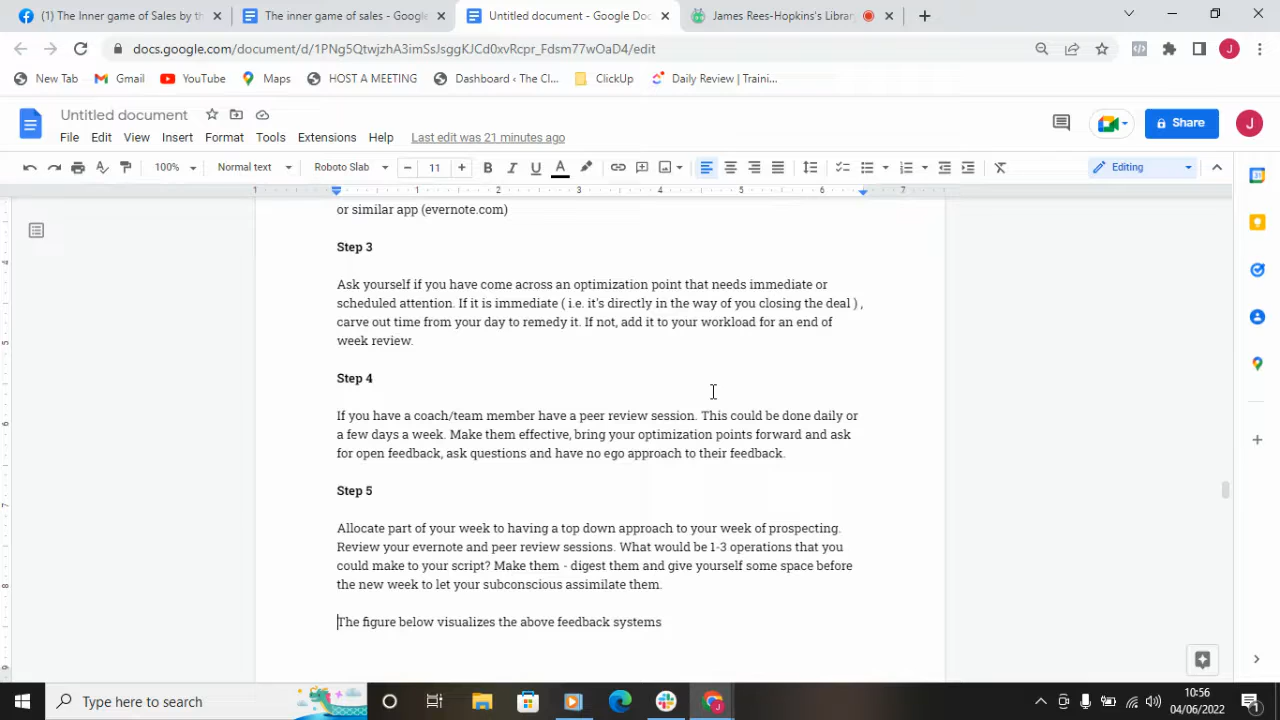 (1) The Inner game of Sales by th
The inner game of sales - Google
Untitled document - Google Doc
James Rees-Hopkins's Library
docs.google.com/document/d/1PNg5QtwjzhA3imSsJsggKJCd0xvRcpr_Fdsm77wOaD4/edit
New Tab
Gmail
YouTube
Maps
HOST A MEETING
Dashboard ‹ The Cl...
ClickUp
Daily Review | Traini...
Untitled document
File Edit View Insert Format Tools Extensions Help Last edit was 21 minutes ago
Share
J
100% Normal text Roboto Slab 11 Editing
1 1 2 3 4 5 6 7
or similar app (evernote.com)
Step 3
Ask yourself if you have come across an optimization point that needs immediate or
scheduled attention. If it is immediate ( i.e. it's directly in the way of you closing the deal ) ,
carve out time from your day to remedy it. If not, add it to your workload for an end of
week review.
Step 4
If you have a coach/team member have a peer review session. This could be done daily or
a few days a week. Make them effective, bring your optimization points forward and ask
for open feedback, ask questions and have no ego approach to their feedback.
Step 5
Allocate part of your week to having a top down approach to your week of prospecting.
Review your evernote and peer review sessions. What would be 1-3 operations that you
could make to your script? Make them - digest them and give yourself some space before
the new week to let your subconscious assimilate them.
The figure below visualizes the above feedback systems
Type here to search
10:56
04/06/2022